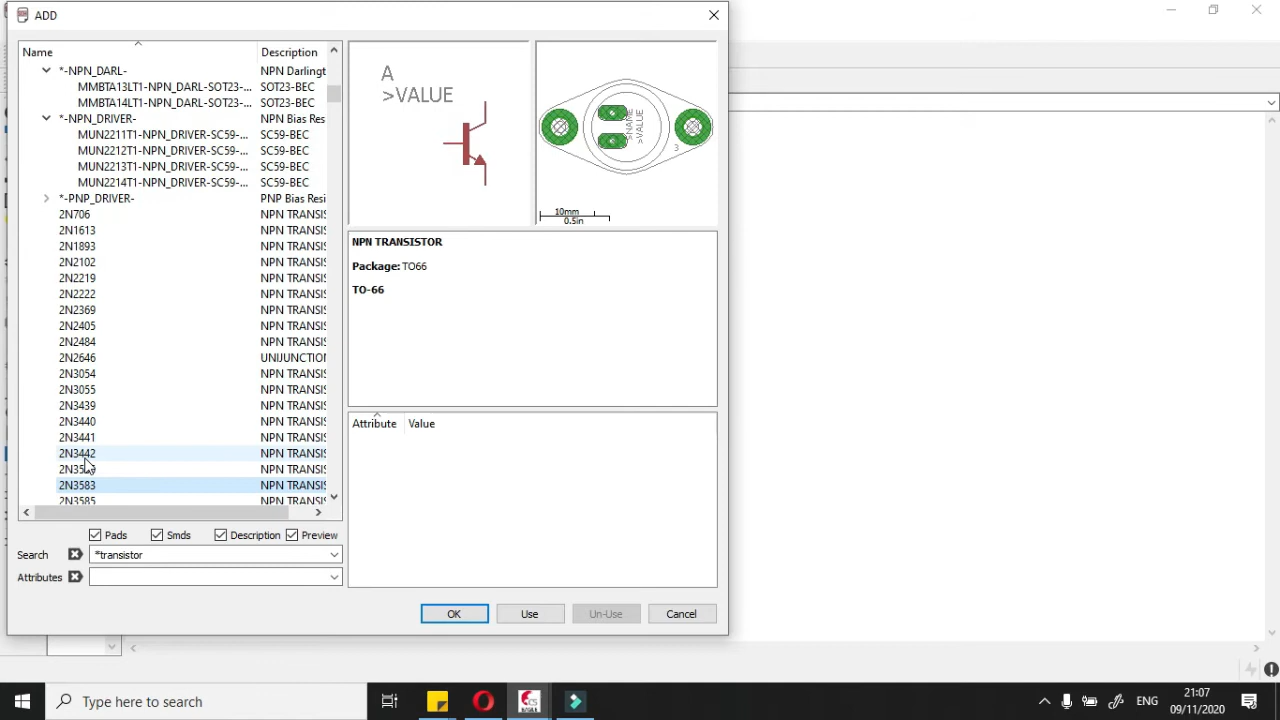 ADD
Name
Description
*-NPN_DARL-
NPN Darlingt
MMBTA13LT1-NPN_DARL-SOT23-...
SOT23-BEC
MMBTA14LT1-NPN_DARL-SOT23-...
SOT23-BEC
*-NPN_DRIVER-
NPN Bias Res
MUN2211T1-NPN_DRIVER-SC59-...
SC59-BEC
MUN2212T1-NPN_DRIVER-SC59-...
SC59-BEC
MUN2213T1-NPN_DRIVER-SC59-...
SC59-BEC
MUN2214T1-NPN_DRIVER-SC59-...
SC59-BEC
*-PNP_DRIVER-
PNP Bias Resi
2N706
NPN TRANSIS
2N1613
NPN TRANSIS
2N1893
NPN TRANSIS
2N2102
NPN TRANSIS
2N2219
NPN TRANSIS
2N2222
NPN TRANSIS
2N2369
NPN TRANSIS
2N2405
NPN TRANSIS
2N2484
NPN TRANSIS
2N2646
UNIJUNCTION
2N3054
NPN TRANSIS
2N3055
NPN TRANSIS
2N3439
NPN TRANSIS
2N3440
NPN TRANSIS
2N3441
NPN TRANSIS
2N3442
NPN TRANSIS
NPN TRANSIS
2N3583
NPN TRANSIS
2N3585
NPN TRANSIS
Pads
Smds
Description
Preview
Search
*transistor
Attributes
A
>VALUE
>NAME
>VALUE
3
10mm
0.5in
NPN TRANSISTOR
Package: TO66
TO-66
Attribute
Value
OK
Use
Un-Use
Cancel
Type here to search
ENG
21:07
09/11/2020